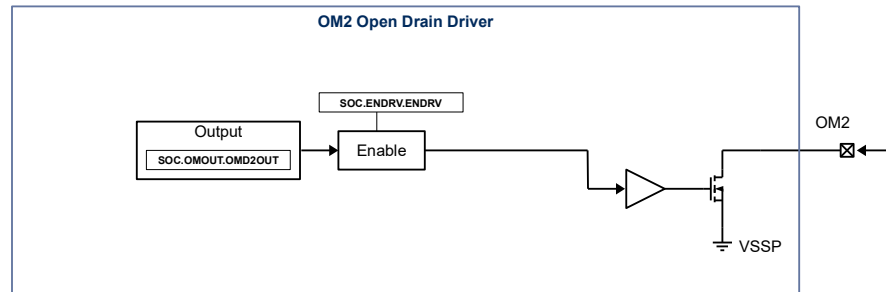 OM2 Open Drain Driver
SOC.ENDRV.ENDRV
OM2
Output
Enable
SOC.OMOUT.OMD2OUT
VSSP